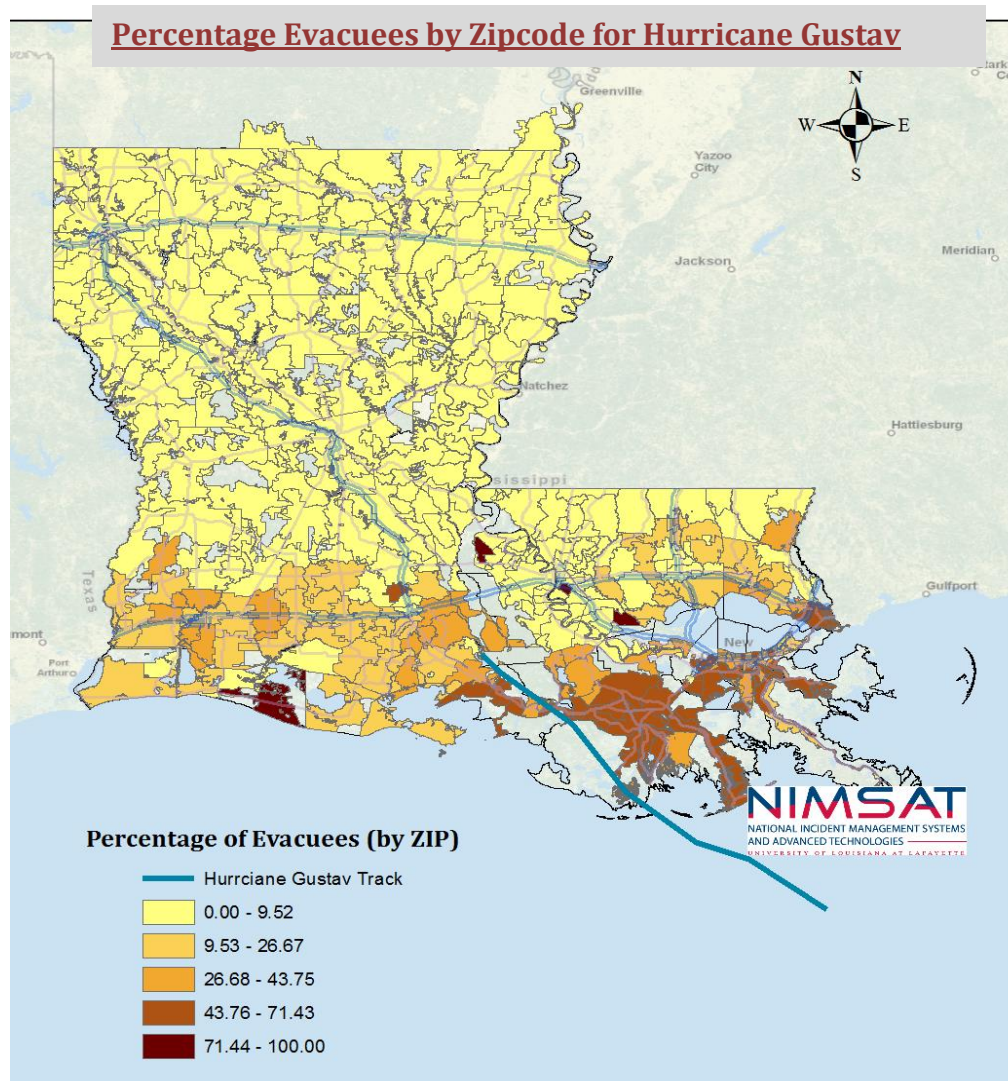 Percentage Evacuees by Zipcode for Hurricane Gustav
Greenville
N
W
E
S
Yazoo
City
Jackson
Meridian
Natchez
Hattiesburg
sissippi
Texas
Gulfport
mont
Port
Arthur
New
NIMSAT
NATIONAL INCIDENT MANAGEMENT SYSTEMS
AND ADVANCED TECHNOLOGIES
UNIVERSITY OF LOUISIANA AT LAFAYETTE
Percentage of Evacuees (by ZIP)
Hurrciane Gustav Track
0.00 - 9.52
9.53 - 26.67
26.68 - 43.75
43.76 - 71.43
71.44 - 100.00